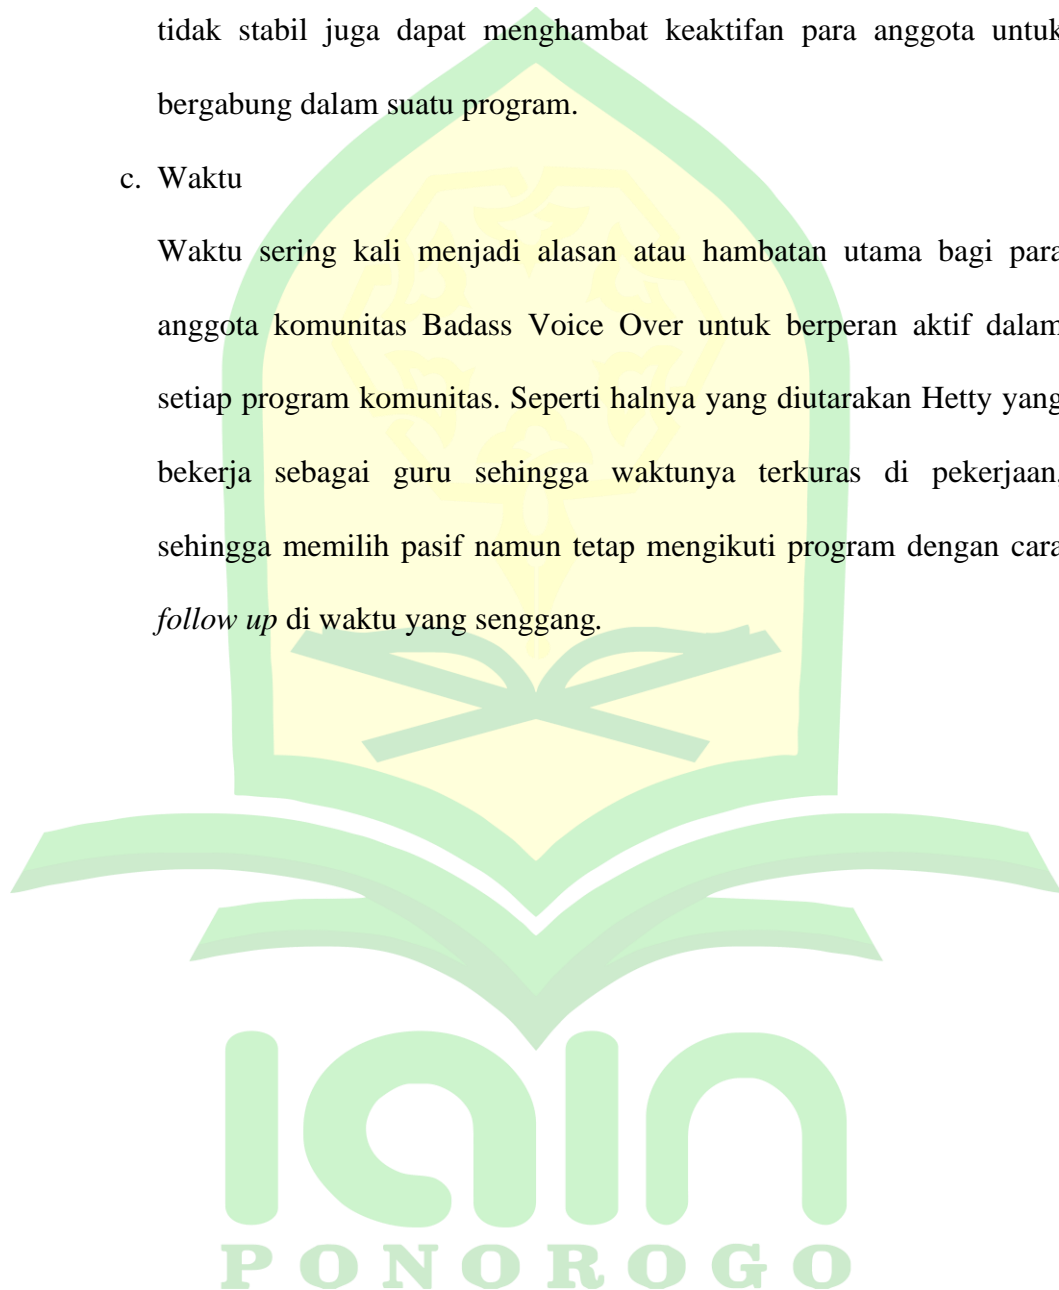 tidak stabil juga dapat menghambat keaktifan para anggota untuk
bergabung dalam suatu program.
c. Waktu
Waktu sering kali menjadi alasan atau hambatan utama bagi para
anggota komunitas Badass Voice Over untuk berperan aktif dalam
setiap program komunitas. Seperti halnya yang diutarakan Hetty yang
bekerja sebagai guru sehingga waktunya terkuras di pekerjaan,
sehingga memilih pasif namun tetap mengikuti program dengan cara
follow up di waktu yang senggang.
iain
PONOROGO